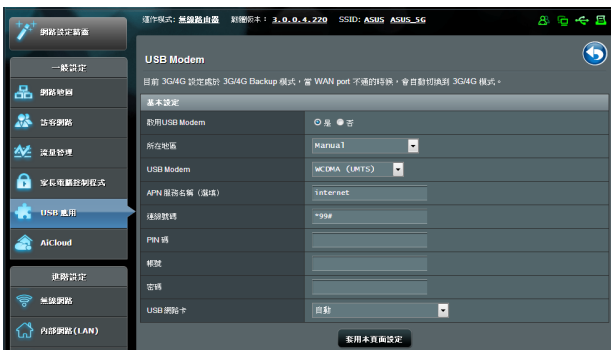 運作模式: 無線路由器 韌體版本: 3.0.0.4.220 SSID: ASUS ASUS_5G
網路設定精靈
一般設定
網路地圖
訪客網路
流量管理
家長電腦控制程式
USB 應用
AiCloud
進階設定
無線網路
內部網路(LAN)
USB Modem
目前 3G/4G 設定處於 3G/4G Backup 模式，當 WAN port 不通的時候，會自動切換到 3G/4G 模式。
基本設定
啟用USB Modem 是 否
所在地區 Manual
USB Modem WCDMA (UMTS)
APN 服務名稱（選填） internet
連線號碼 *99#
PIN 碼
帳號
密碼
USB 網路卡 自動
套用本頁面設定